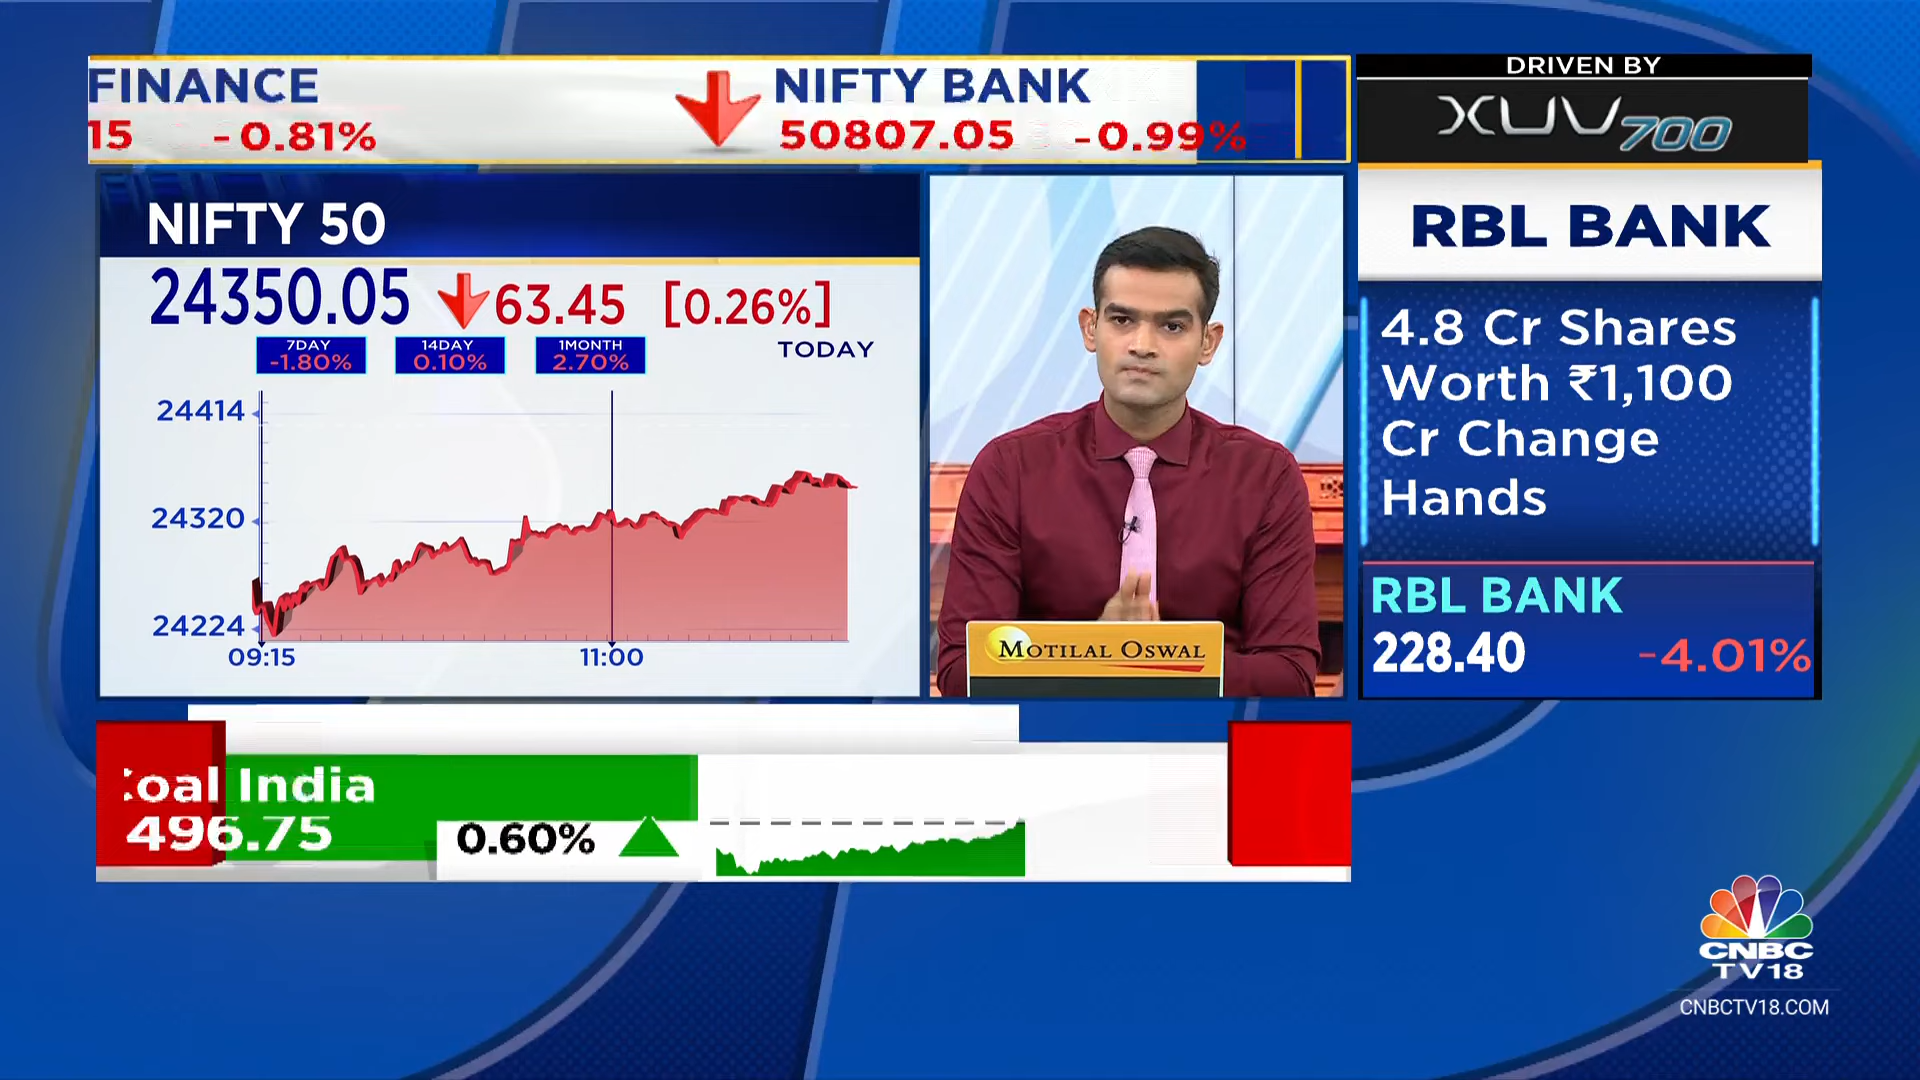 FINANCE
15 -0.81%
NIFTY BANK
50807.05 -0.99%
DRIVEN BY
XUV700
NIFTY 50
24350.05 63.45 [0.26%]
7DAY
-1.80%
14DAY
0.10%
1MONTH
2.70%
TODAY
24414
24320
24224
09:15 11:00
MOTILAL OSWAL
RBL BANK
4.8 Cr Shares
Worth ₹1,100
Cr Change
Hands
RBL BANK
228.40 -4.01%
oal India
496.75
0.60%
CNBC
TV18
CNBCTV18.COM